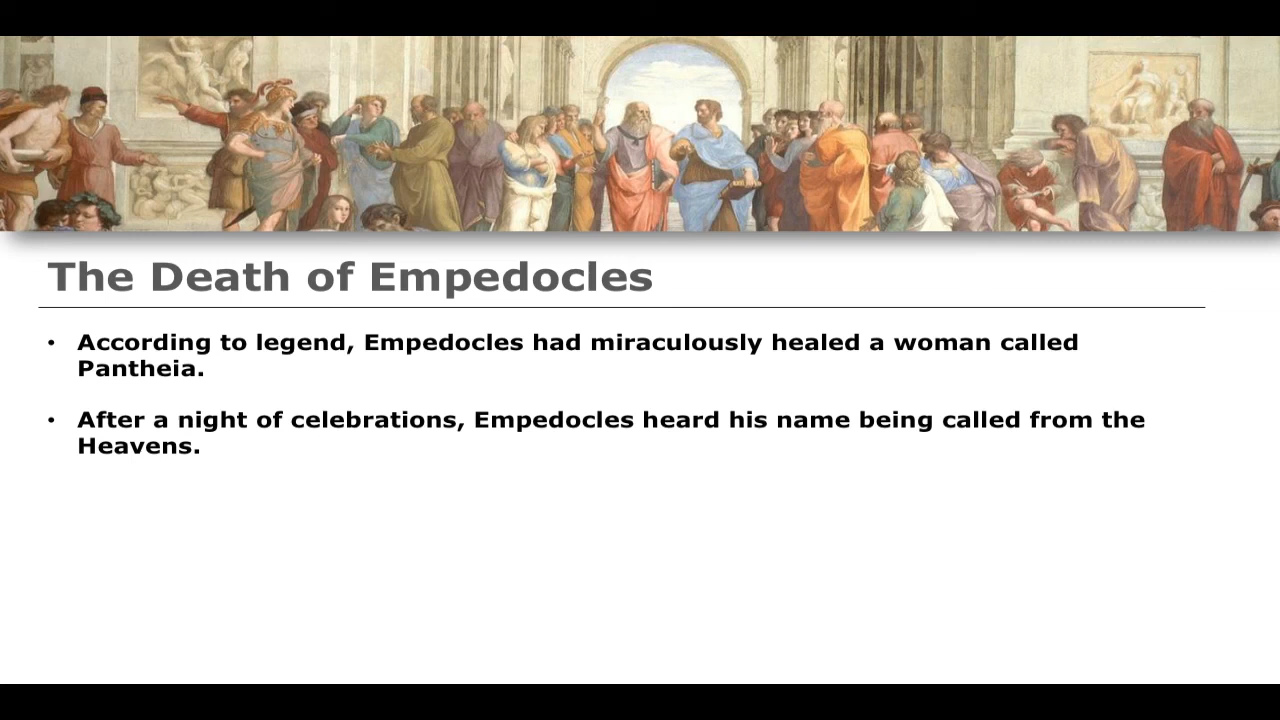 The Death of Empedocles
• According to legend, Empedocles had miraculously healed a woman called
Pantheia.
• After a night of celebrations, Empedocles heard his name being called from the
Heavens.